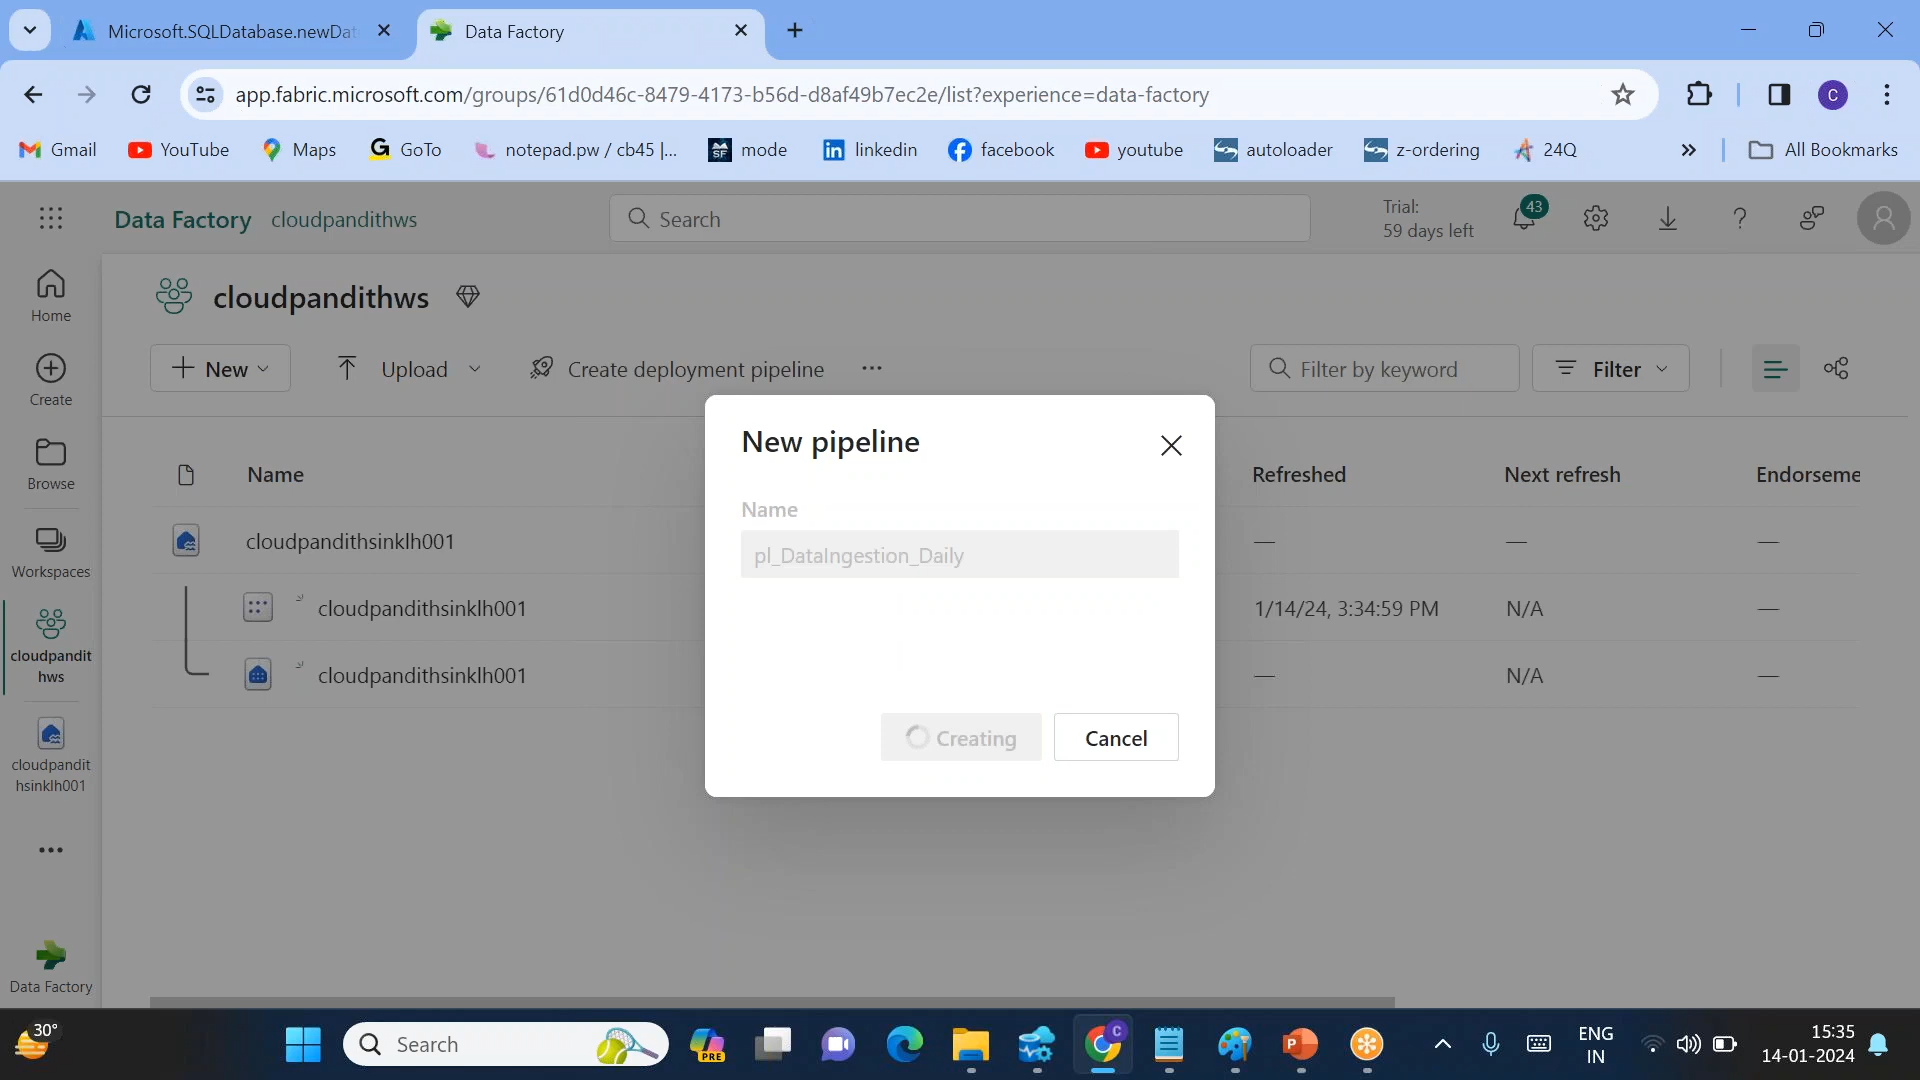 Microsoft.SQLDatabase.newDat
Data Factory
app.fabric.microsoft.com/groups/61d0d46c-8479-4173-b56d-d8af49b7ec2e/list?experience=data-factory
C
Gmail
YouTube
Maps
GoTo
notepad.pw / cb45 |...
mode
linkedin
facebook
youtube
autoloader
z-ordering
24Q
All Bookmarks
Data Factory
cloudpandithws
Search
Trial:
59 days left
43
Home
Create
Browse
Workspaces
cloudpandit
hws
cloudpandit
hsinklh001
Data Factory
cloudpandithws
New
Upload
Create deployment pipeline
Filter by keyword
Filter
Name
Refreshed
Next refresh
Endorseme
cloudpandithsinklh001
—
—
—
cloudpandithsinklh001
1/14/24, 3:34:59 PM
N/A
—
cloudpandithsinklh001
—
N/A
—
New pipeline
Name
pl_DataIngestion_Daily
Creating
Cancel
30°
Search
PRE
C
ENG
IN
15:35
14-01-2024